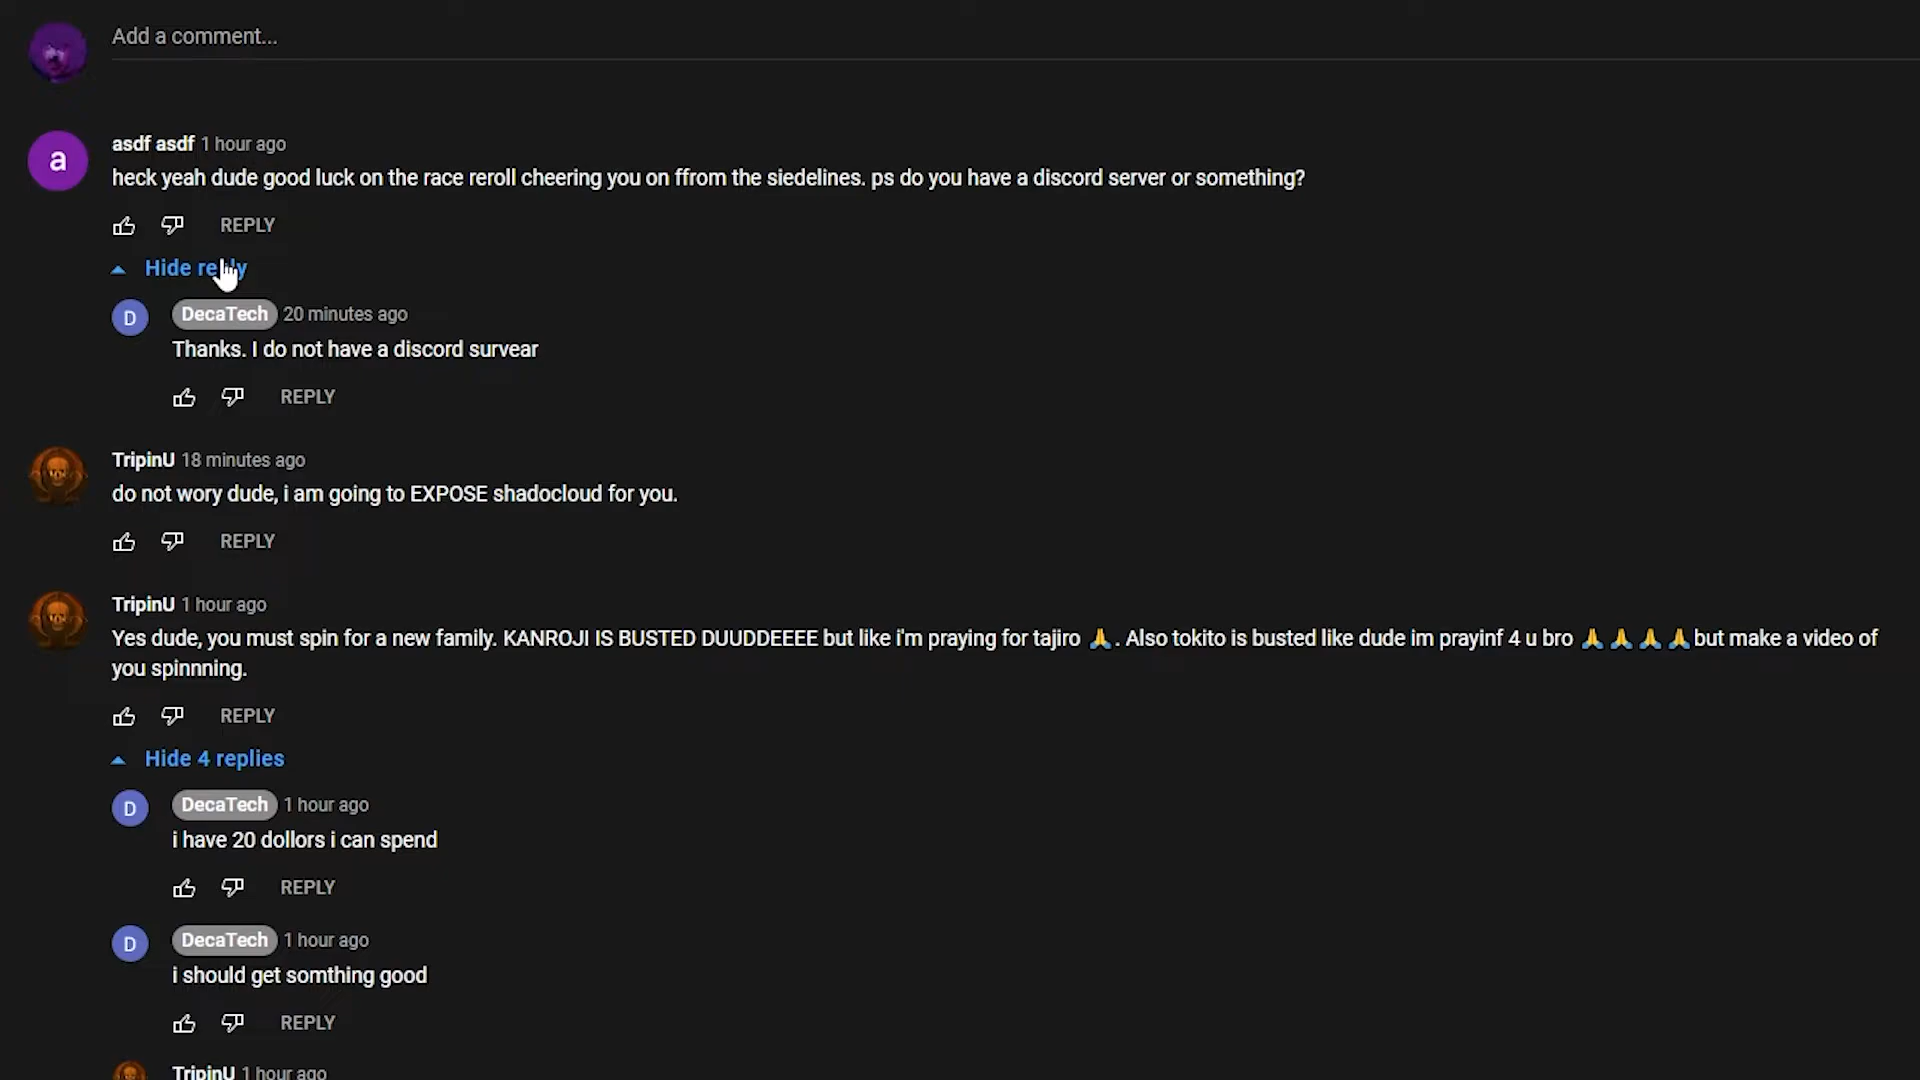 Add a comment...
a
asdf asdf 1 hour ago
heck yeah dude good luck on the race reroll cheering you on ffrom the siedelines. ps do you have a discord server or something?
REPLY
Hide reply
D
DecaTech 20 minutes ago
Thanks. I do not have a discord survear
REPLY
TripinU 18 minutes ago
do not wory dude, i am going to EXPOSE shadocloud for you.
REPLY
TripinU 1 hour ago
Yes dude, you must spin for a new family. KANROJI IS BUSTED DUUDDEEEE but like i'm praying for tajiro 🙏. Also tokito is busted like dude im prayinf 4 u bro 🙏🙏🙏🙏but make a video of
you spinnning.
REPLY
Hide 4 replies
D
DecaTech 1 hour ago
i have 20 dollors i can spend
REPLY
D
DecaTech 1 hour ago
i should get somthing good
REPLY
TripinU 1 hour ago